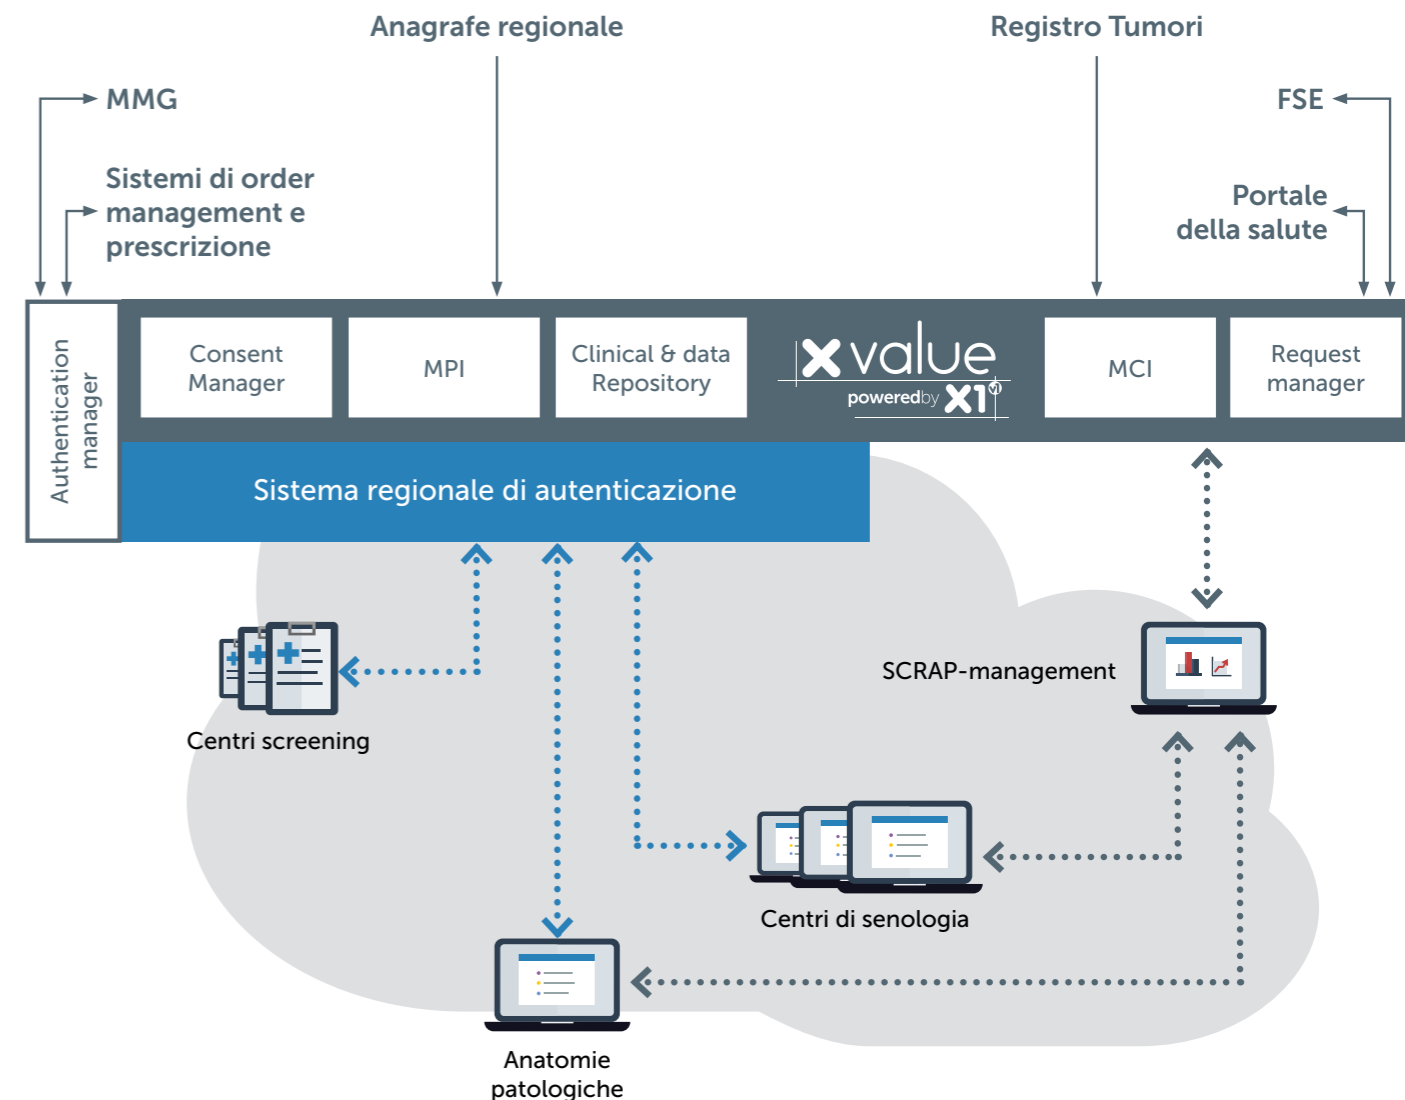 Anagrafe regionale
Registro Tumori
MMG
FSE
Sistemi di order
management e
prescrizione
Portale
della salute
Authentication
manager
Consent
Manager
MPI
Clinical & data
Repository
x value
poweredby X1 v1
MCI
Request
manager
Sistema regionale di autenticazione
SCRAP-management
Centri screening
Centri di senologia
Anatomie
patologiche